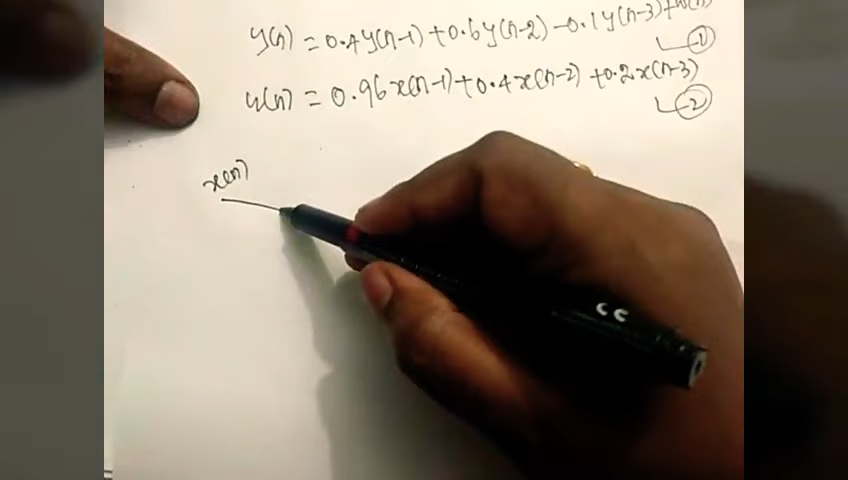 y(n) = 0.4y(n-1) + 0.6y(n-2) - 0.1y(n-3) + w(n)
-1
w(n) = 0.96x(n-1) + 0.4x(n-2) + 0.2x(n-3)
-2
x(n)
CC